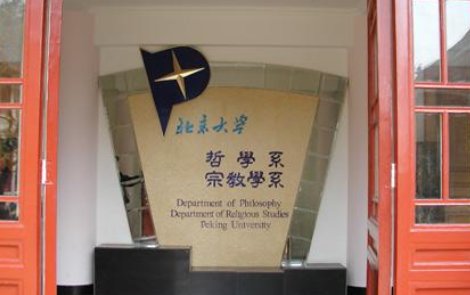 北京大学
哲學系
宗教學系
Department of Philosophy
Department of Religious Studies
Peking University